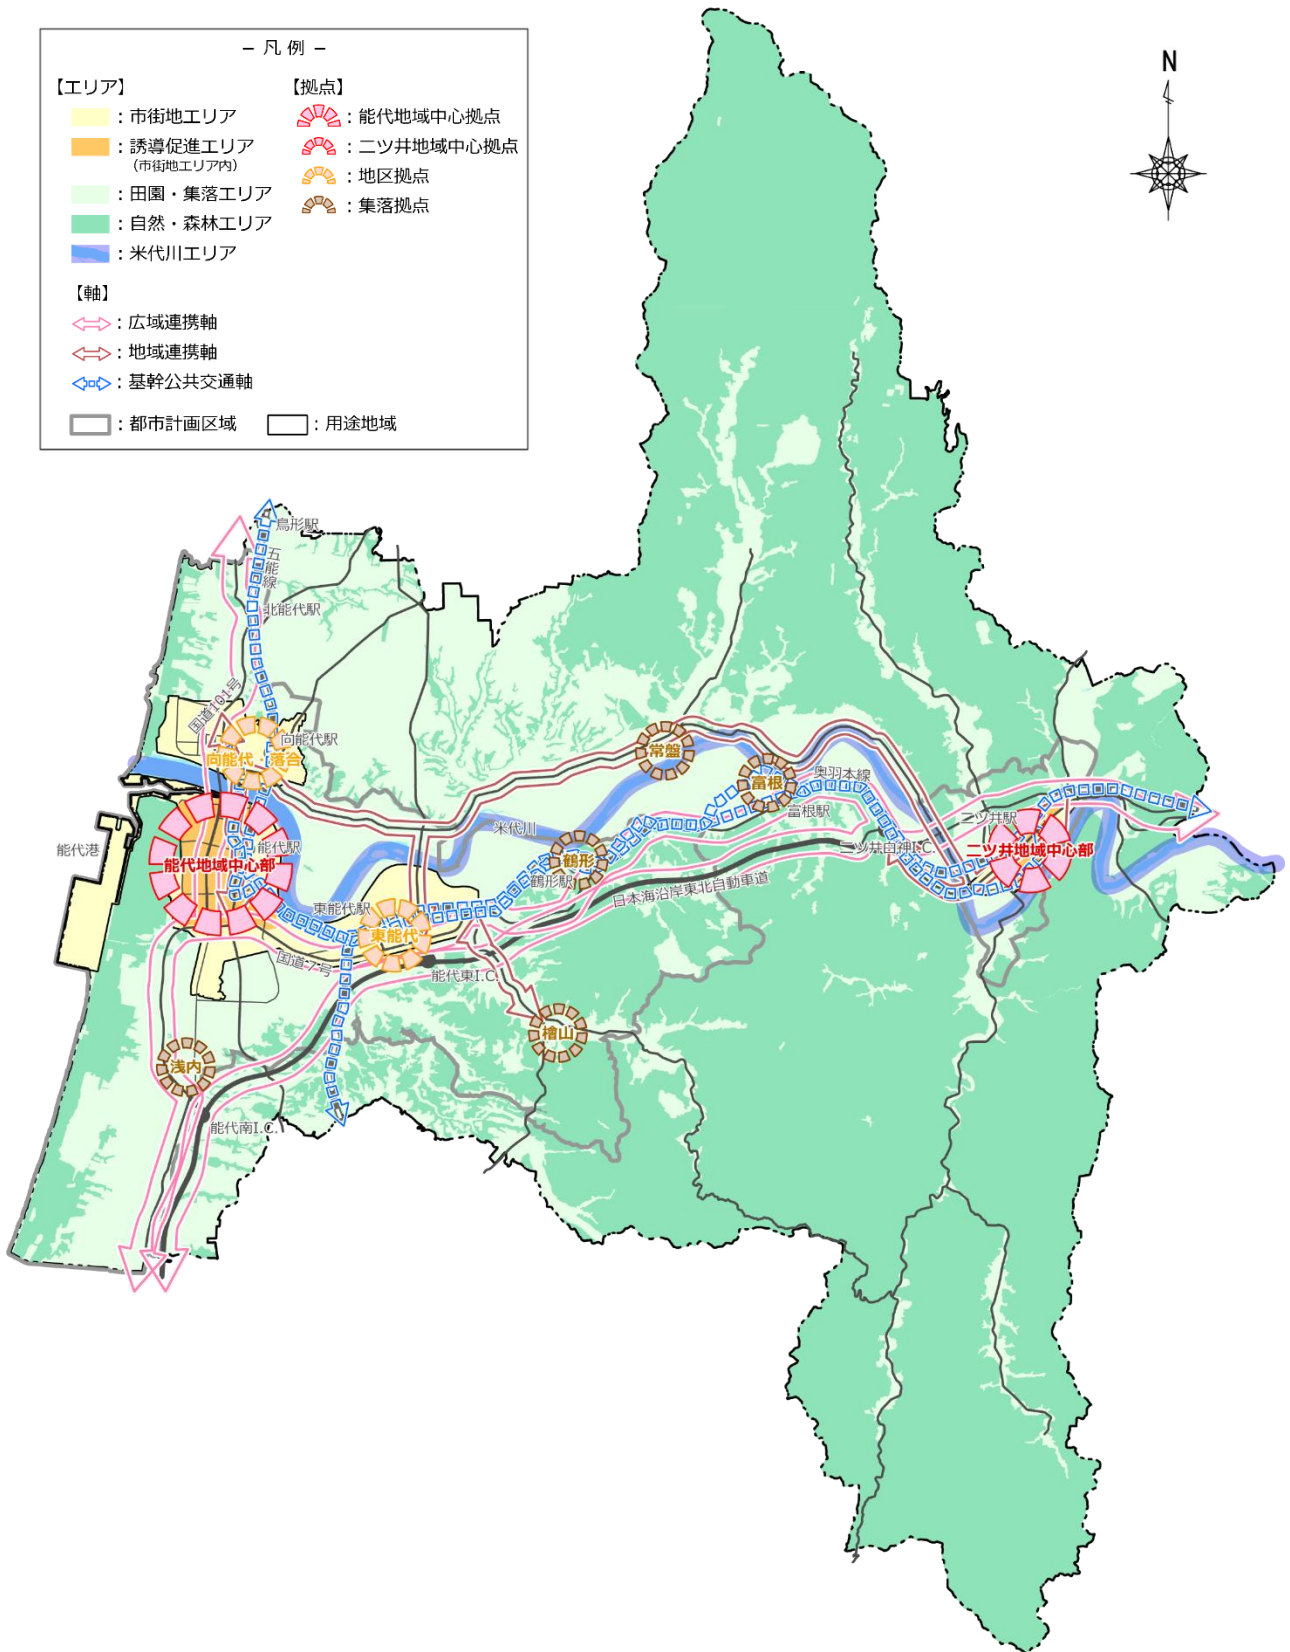 − 凡 例 −
【エリア】
：市街地エリア
：誘導促進エリア
（市街地エリア内）
：田園・集落エリア
：自然・森林エリア
：米代川エリア
【拠点】
：能代地域中心拠点
：二ツ井地域中心拠点
：地区拠点
：集落拠点
【軸】
：広域連携軸
：地域連携軸
：基幹公共交通軸
：都市計画区域
：用途地域
N
鳥形駅
五能線
北能代駅
国道101号
向能代駅
向能代・落合
常盤
富根
奥羽本線
富根駅
二ツ井駅
二ツ井白神I.C.
二ツ井地域中心部
能代港
能代駅
能代地域中心部
米代川
鶴形
鶴形駅
日本海沿岸東北自動車道
東能代駅
東能代
国道7号
能代東I.C.
檜山
浅内
能代南I.C.